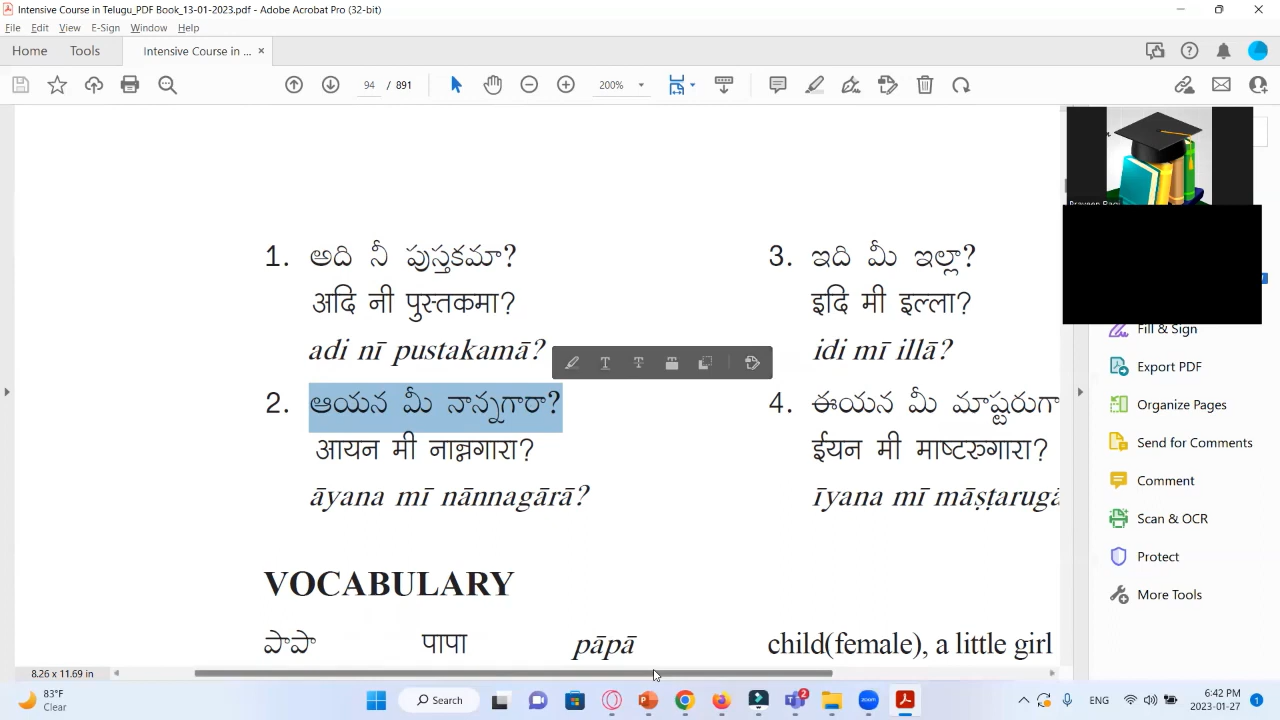 Intensive Course in Telugu_PDF Book_13-01-2023.pdf - Adobe Acrobat Pro (32-bit)
File Edit View E-Sign Window Help
Home Tools Intensive Course in ... ×
94 / 891 200%
1. అది నీ పుస్తకమా? 3. ఇది మీ ఇల్లా?
अदि नी पुस्तकमा? इदि मी इल्ला?
adi nī pustakamā? idi mī illā?
2. ఆయన మీ నాన్నగారా? 4. ఈయన మీ మాష్టరుగా
आयन मी नान्नगारा? ईयन मी माष्टरुगारा?
āyana mī nānnagārā? īyana mī māṣṭarugā
VOCABULARY
పాపా पापा pāpā child(female), a little girl
Fill & Sign
Export PDF
Organize Pages
Send for Comments
Comment
Scan & OCR
Protect
More Tools
8.26 x 11.69 in
83°F
Clear
Search
2
ENG
zoom
6:42 PM
2023-01-27
1